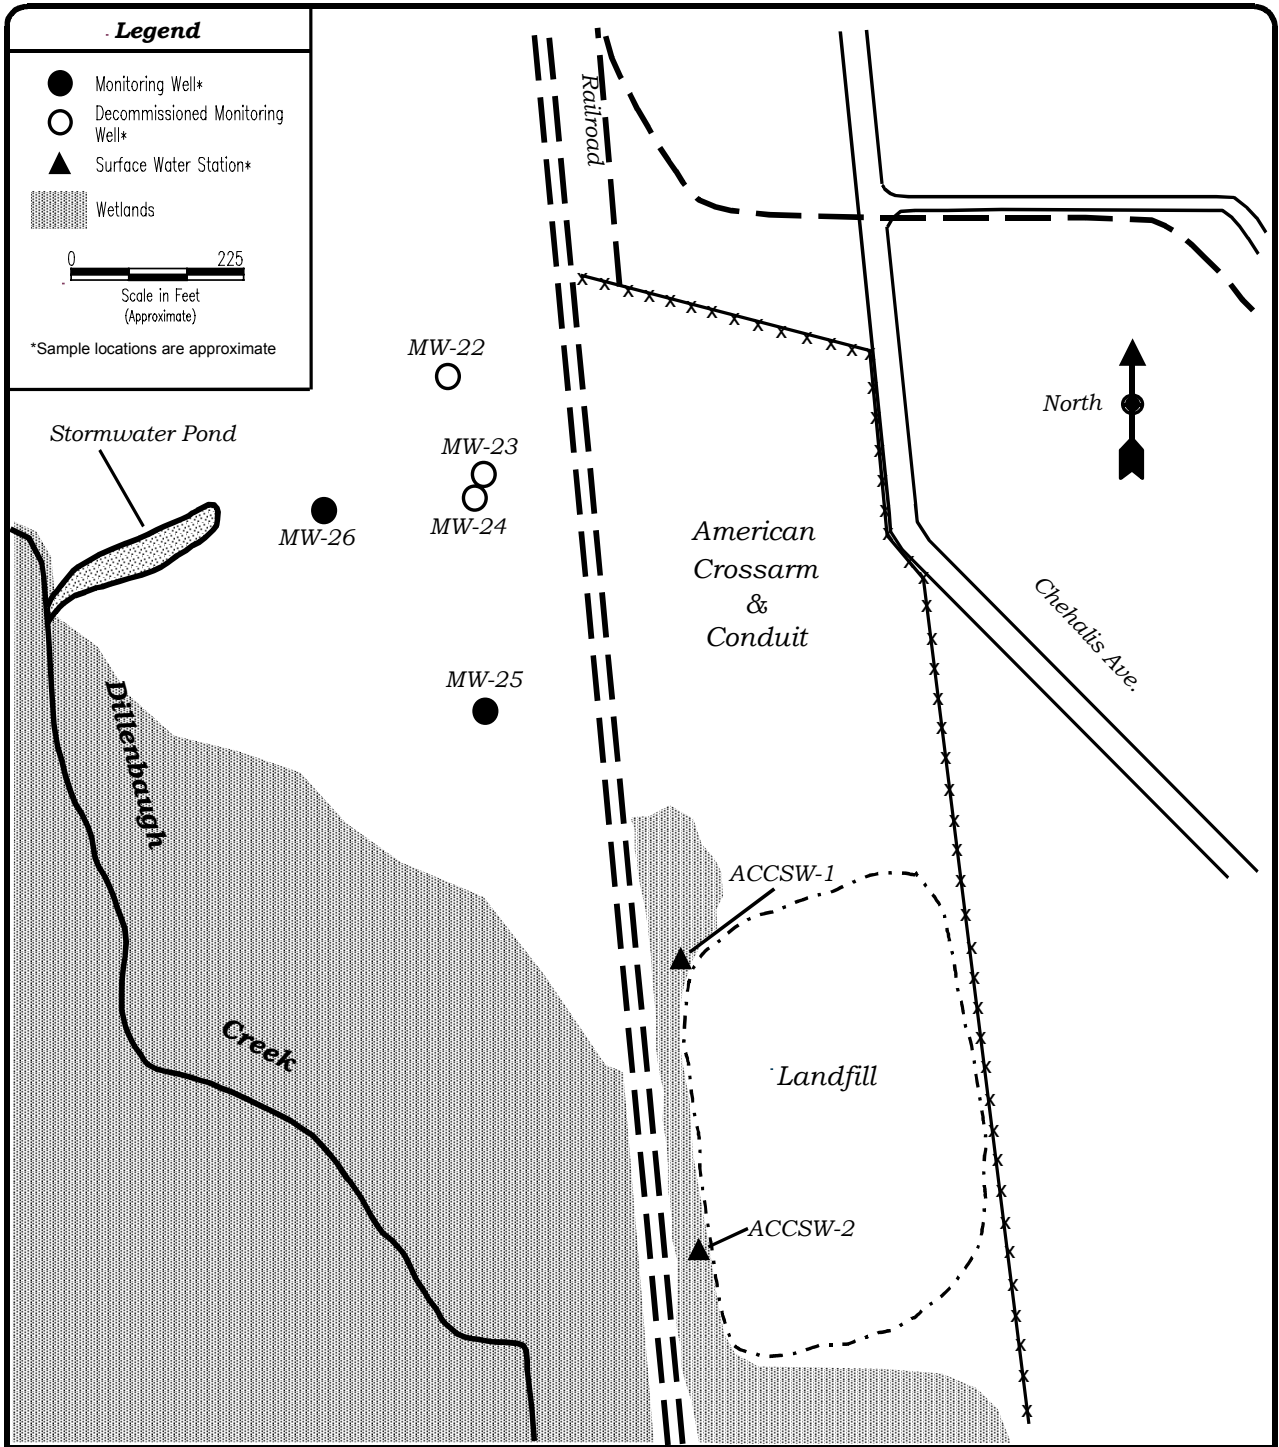 Legend
Monitoring Well*
Decommissioned Monitoring
Well*
Surface Water Station*
Wetlands
0 225
Scale in Feet
(Approximate)
*Sample locations are approximate
Railroad
MW-22
North
Stormwater Pond
MW-23
MW-24
MW-26
American
Crossarm
&
Conduit
Chehalis Ave.
MW-25
Dillenbaugh
Creek
ACCSW-1
Landfill
ACCSW-2